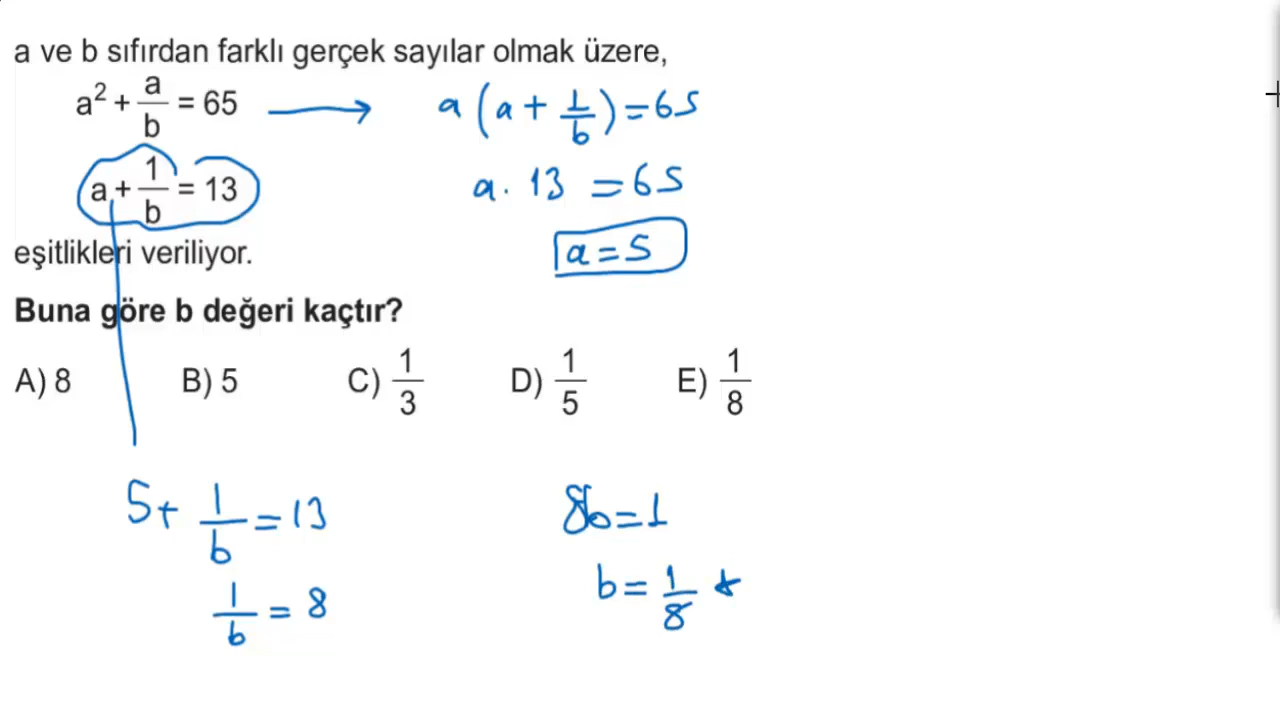 a ve b sıfırdan farklı gerçek sayılar olmak üzere,
a² + a/b = 65 → a (a + 1/b) = 65
a + 1/b = 13
a . 13 = 65
eşitlikleri veriliyor.
a = 5
Buna göre b değeri kaçtır?
A) 8 B) 5 C) 1/3 D) 1/5 E) 1/8
5 + 1/b = 13
1/b = 8
8b = 1
b = 1/8 *